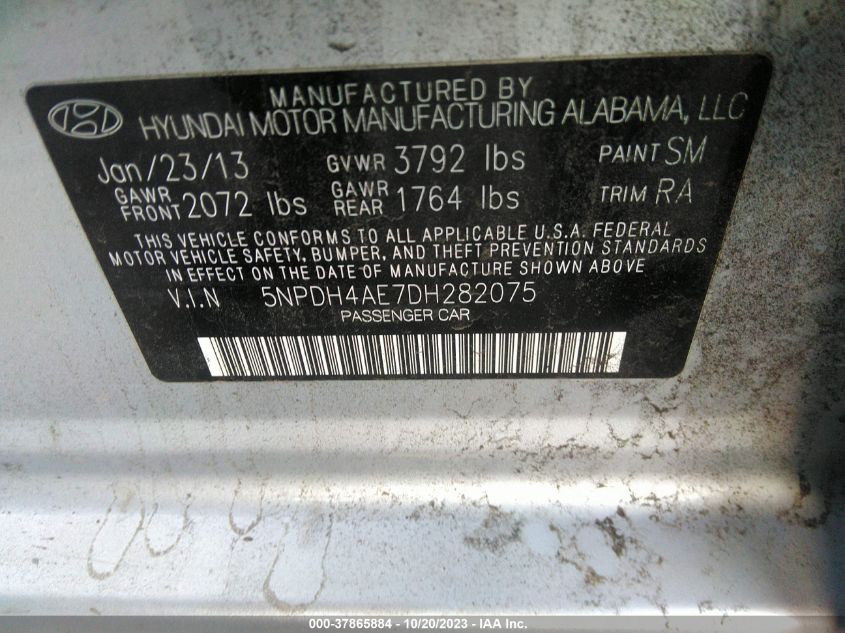 MANUFACTURED BY
HYUNDAI MOTOR MANUFACTURING ALABAMA, LLC
Jan/23/13 GVWR 3792 lbs PAINT SM
GAWR FRONT 2072 lbs GAWR REAR 1764 lbs TRIM RA
THIS VEHICLE CONFORMS TO ALL APPLICABLE U.S.A. FEDERAL
MOTOR VEHICLE SAFETY, BUMPER, AND THEFT PREVENTION STANDARDS
IN EFFECT ON THE DATE OF MANUFACTURE SHOWN ABOVE.
V.I.N 5NPDH4AE7DH282075
PASSENGER CAR
000-37865884 - 10/20/2023 - IAA Inc.